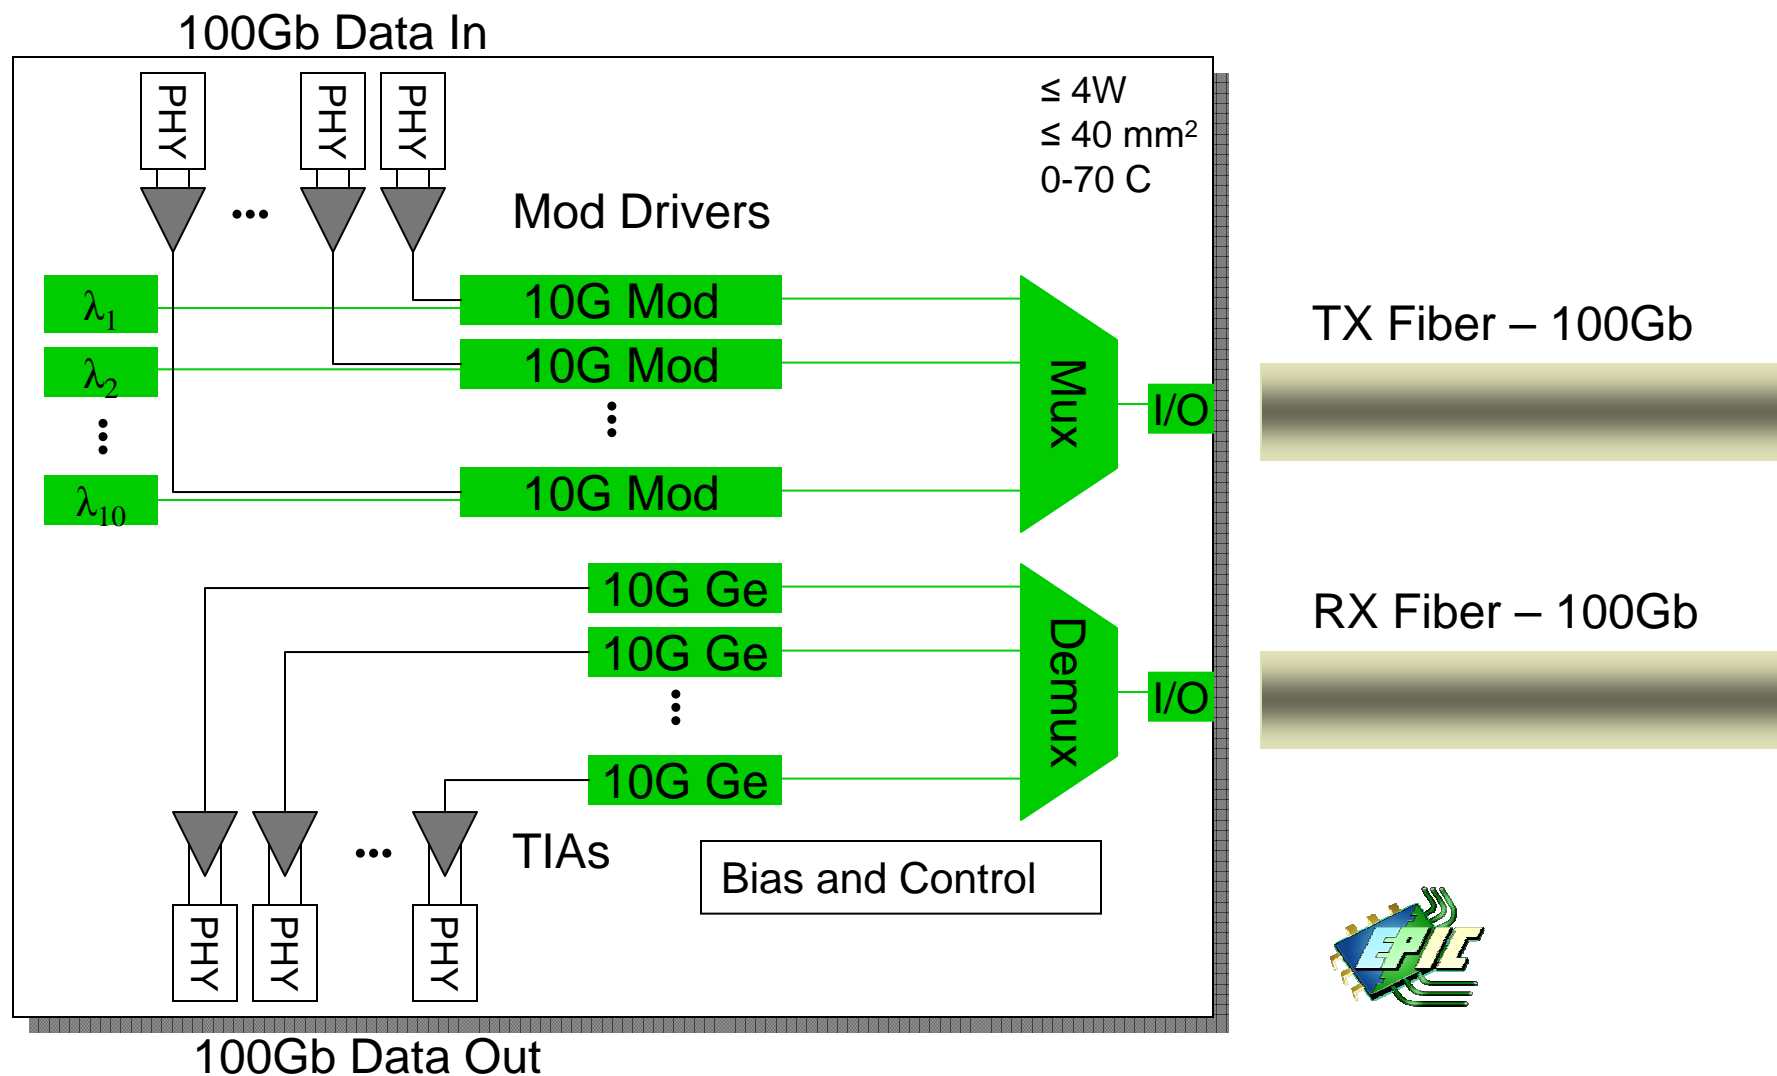 100Gb Data In
PHY
PHY
PHY
≤ 4W
≤ 40 mm²
0-70 C
Mod Drivers
λ₁
10G Mod
λ₂
10G Mod
λ₁₀
10G Mod
Mux
I/O
TX Fiber – 100Gb
10G Ge
10G Ge
10G Ge
Demux
I/O
RX Fiber – 100Gb
TIAs
Bias and Control
PHY
PHY
PHY
EPIC
100Gb Data Out